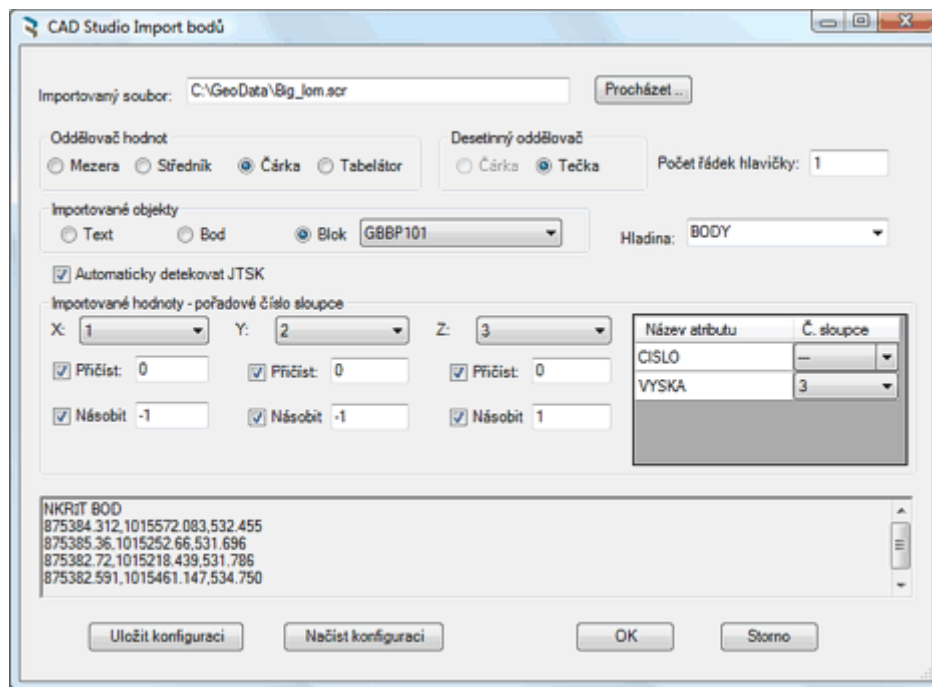 CAD Studio Import bodů
Importovaný soubor: C:\GeoData\Big_lom.scr Procházet ..
Oddělovač hodnot Desetinný oddělovač
Mezera Středník Čárka Tabelátor Čárka Tečka Počet řádek hlavičky: 1
Importované objekty
Text Bod Blok GBBP101 Hladina: BODY
Automaticky detekovat JTSK
Importované hodnoty - pořadové číslo sloupce
X: 1 Y: 2 Z: 3 Název atributu Č. sloupce
CISLO ---
Přičíst: 0 Přičíst: 0 Přičíst: 0
VYSKA 3
Násobit -1 Násobit -1 Násobit 1
NKRIT BOD
875384.312,1015572.083,532.455
875385.36,1015252.66,531.696
875382.72,1015218.439,531.786
875382.591,1015461.147,534.750
Uložit konfiguraci Načíst konfiguraci OK Storno